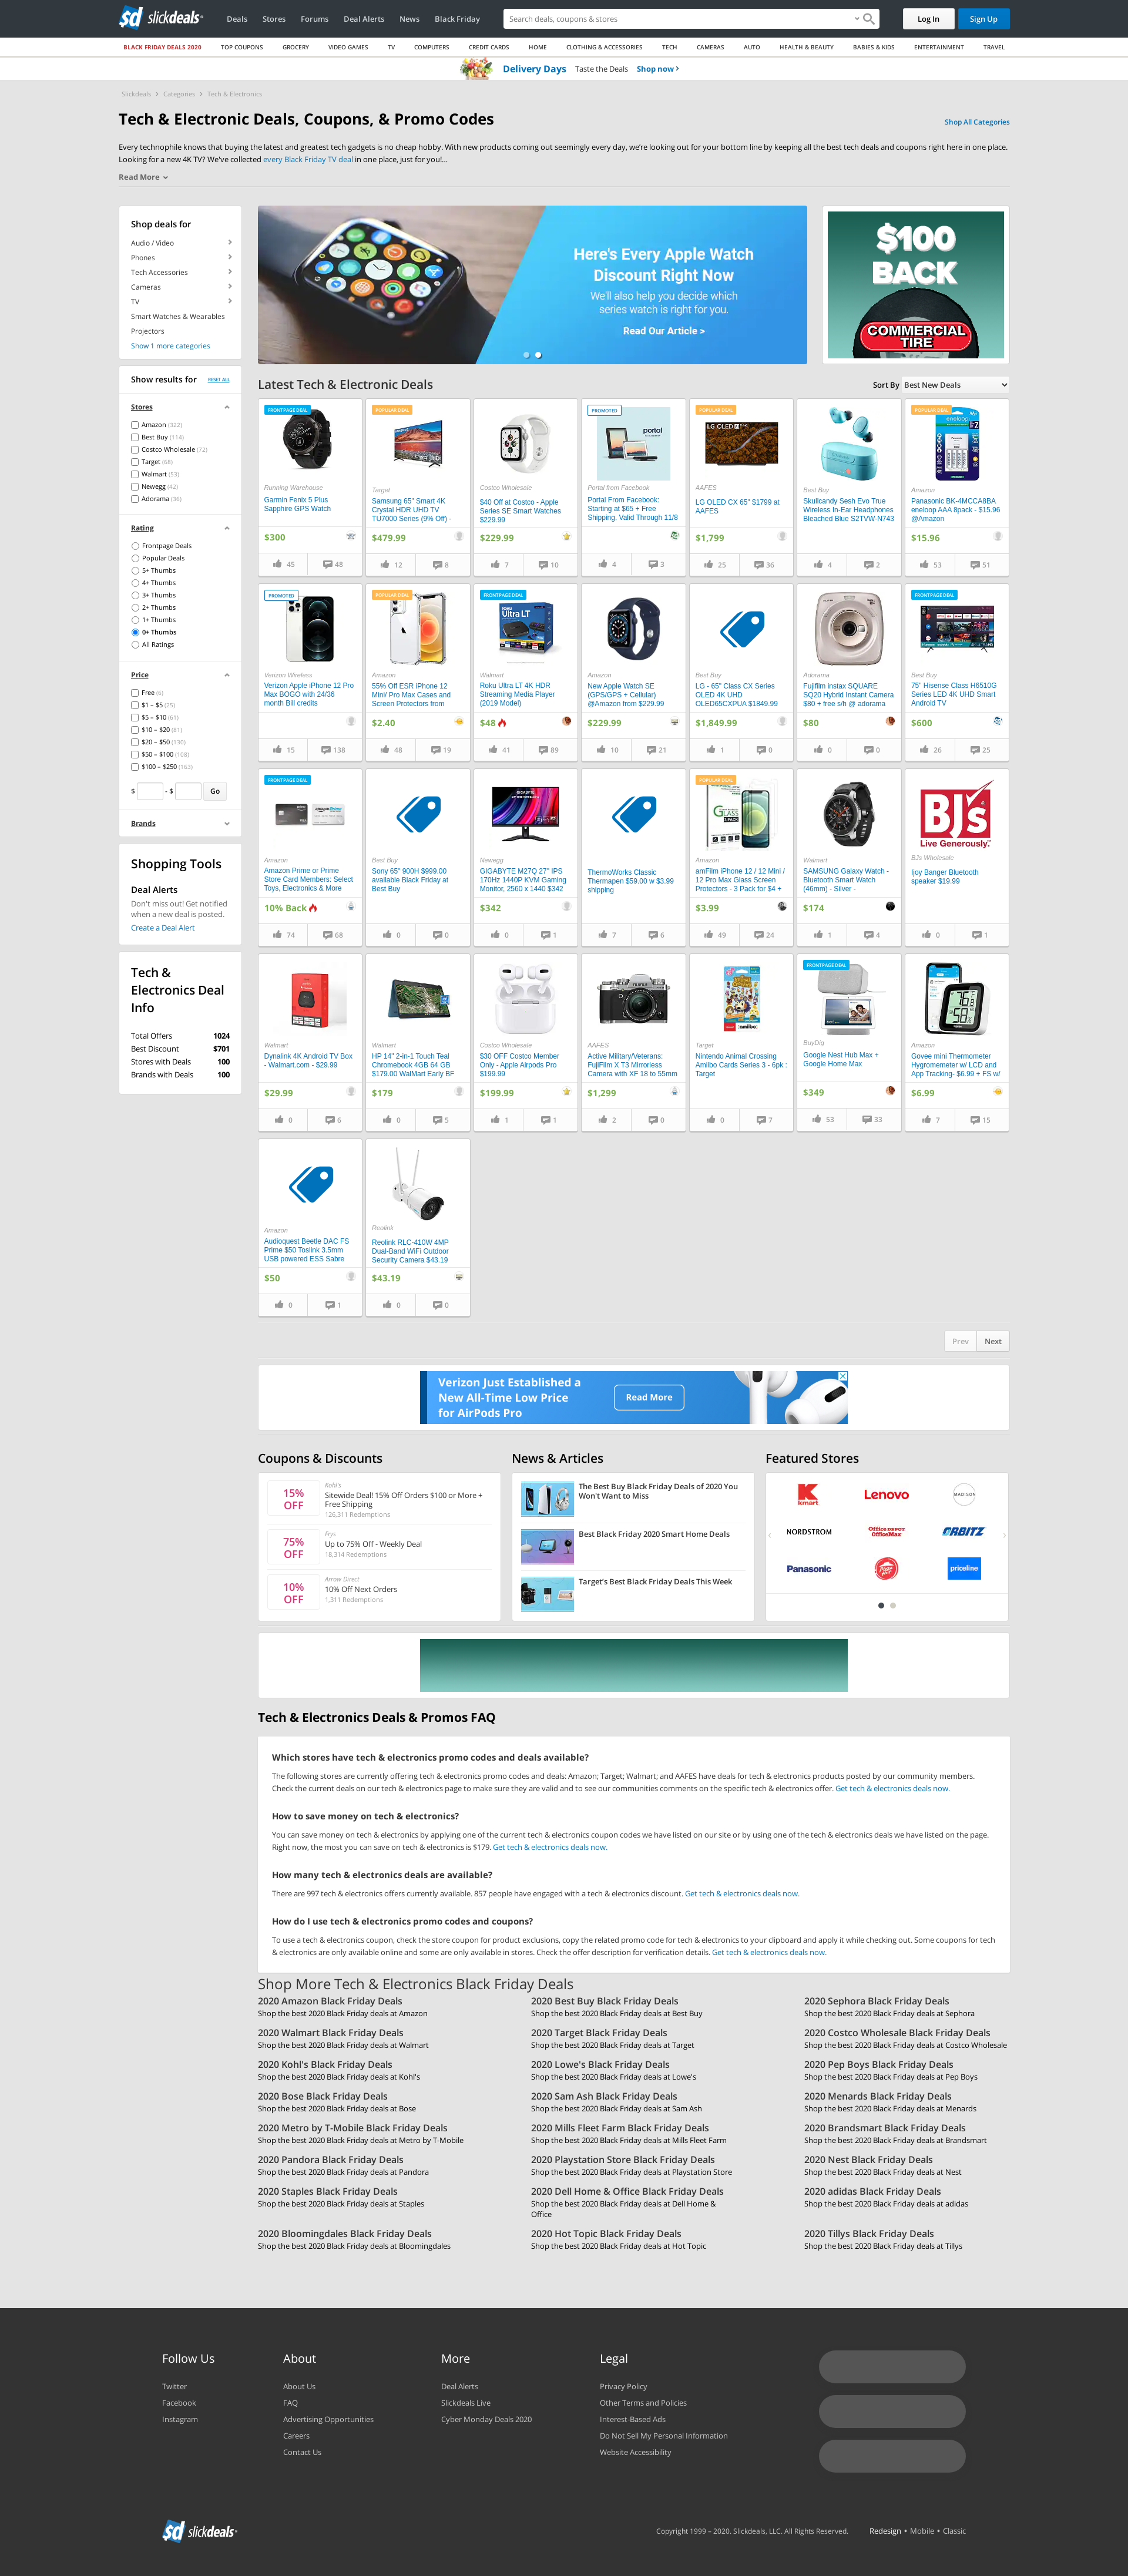 sd slickdeals
Deals
Stores
Forums
Deal Alerts
News
Black Friday
Search deals, coupons & stores
Log In
Sign Up
BLACK FRIDAY DEALS 2020
TOP COUPONS
GROCERY
VIDEO GAMES
TV
COMPUTERS
CREDIT CARDS
HOME
CLOTHING & ACCESSORIES
TECH
CAMERAS
AUTO
HEALTH & BEAUTY
BABIES & KIDS
ENTERTAINMENT
TRAVEL
Delivery Days Taste the Deals Shop now
Slickdeals Categories Tech & Electronics
Tech & Electronic Deals, Coupons, & Promo Codes
Shop All Categories
Every technophile knows that buying the latest and greatest tech gadgets is no cheap hobby. With new products coming out seemingly every day, we're looking out for your bottom line by keeping all the best tech deals and coupons right here in one place.
Looking for a new 4K TV? We've collected every Black Friday TV deal in one place, just for you!...
Read More
Shop deals for
Audio / Video
Phones
Tech Accessories
Cameras
TV
Smart Watches & Wearables
Projectors
Show 1 more categories
Show results for RESET ALL
Stores
Amazon (322)
Best Buy (114)
Costco Wholesale (72)
Target (68)
Walmart (53)
Newegg (42)
Adorama (36)
Rating
Frontpage Deals
Popular Deals
5+ Thumbs
4+ Thumbs
3+ Thumbs
2+ Thumbs
1+ Thumbs
0+ Thumbs
All Ratings
Price
Free (6)
$1 – $5 (25)
$5 – $10 (61)
$10 – $20 (81)
$20 – $50 (130)
$50 – $100 (108)
$100 – $250 (163)
$ - $ Go
Brands
Shopping Tools
Deal Alerts
Don't miss out! Get notified
when a new deal is posted.
Create a Deal Alert
Tech &
Electronics Deal
Info
Total Offers 1024
Best Discount $701
Stores with Deals 100
Brands with Deals 100
Here's Every Apple Watch
Discount Right Now
We'll also help you decide which
series watch is right for you.
Read Our Article >
$100
BACK
COMMERCIAL
TIRE
Latest Tech & Electronic Deals
Sort By Best New Deals
FRONTPAGE DEAL
Running Warehouse
Garmin Fenix 5 Plus
Sapphire GPS Watch
$300
45 48
POPULAR DEAL
Target
Samsung 65" Smart 4K
Crystal HDR UHD TV
TU7000 Series (9% Off) -
$479.99
12 8
Costco Wholesale
$40 Off at Costco - Apple
Series SE Smart Watches
$229.99
$229.99
7 10
PROMOTED
portal
Portal from Facebook
Portal From Facebook:
Starting at $65 + Free
Shipping. Valid Through 11/8
4 3
POPULAR DEAL
LG OLED CX
AAFES
LG OLED CX 65" $1799 at
AAFES
$1,799
25 36
Best Buy
Skullcandy Sesh Evo True
Wireless In-Ear Headphones
Bleached Blue S2TVW-N743
4 2
POPULAR DEAL
eneloop
Amazon
Panasonic BK-4MCCA8BA
eneloop AAA 8pack - $15.96
@Amazon
$15.96
53 51
PROMOTED
Verizon Wireless
Verizon Apple iPhone 12 Pro
Max BOGO with 24/36
month Bill credits
15 138
POPULAR DEAL
Amazon
55% Off ESR iPhone 12
Mini/ Pro Max Cases and
Screen Protectors from
$2.40
48 19
FRONTPAGE DEAL
Ultra LT
Walmart
Roku Ultra LT 4K HDR
Streaming Media Player
(2019 Model)
$48
41 89
Amazon
New Apple Watch SE
(GPS/GPS + Cellular)
@Amazon from $229.99
$229.99
10 21
Best Buy
LG - 65" Class CX Series
OLED 4K UHD
OLED65CXPUA $1849.99
$1,849.99
1 0
Adorama
Fujifilm instax SQUARE
SQ20 Hybrid Instant Camera
$80 + free s/h @ adorama
$80
0 0
FRONTPAGE DEAL
Best Buy
75" Hisense Class H6510G
Series LED 4K UHD Smart
Android TV
$600
26 25
FRONTPAGE DEAL
Amazon
Amazon Prime or Prime
Store Card Members: Select
Toys, Electronics & More
10% Back
74 68
Best Buy
Sony 65" 900H $999.00
available Black Friday at
Best Buy
0 0
Newegg
GIGABYTE M27Q 27" IPS
170Hz 1440P KVM Gaming
Monitor, 2560 x 1440 $342
$342
0 1
ThermoWorks Classic
Thermapen $59.00 w $3.99
shipping
7 6
POPULAR DEAL
GLASS
Amazon
amFilm iPhone 12 / 12 Mini /
12 Pro Max Glass Screen
Protectors - 3 Pack for $4 +
$3.99
49 24
Walmart
SAMSUNG Galaxy Watch -
Bluetooth Smart Watch
(46mm) - Silver -
$174
1 4
BJs
Live Generously.
BJs Wholesale
Ijoy Banger Bluetooth
speaker $19.99
0 1
Walmart
Dynalink 4K Android TV Box
- Walmart.com - $29.99
$29.99
0 6
Walmart
HP 14" 2-in-1 Touch Teal
Chromebook 4GB 64 GB
$179.00 WalMart Early BF
$179
0 5
Costco Wholesale
$30 OFF Costco Member
Only - Apple Airpods Pro
$199.99
$199.99
1 1
AAFES
Active Military/Veterans:
FujiFilm X T3 Mirrorless
Camera with XF 18 to 55mm
$1,299
2 0
Target
Nintendo Animal Crossing
Amiibo Cards Series 3 - 6pk :
Target
0 7
FRONTPAGE DEAL
BuyDig
Google Nest Hub Max +
Google Home Max
$349
53 33
Amazon
Govee mini Thermometer
Hygromemeter w/ LCD and
App Tracking- $6.99 + FS w/
$6.99
7 15
Amazon
Audioquest Beetle DAC FS
Prime $50 Toslink 3.5mm
USB powered ESS Sabre
$50
0 1
Reolink
Reolink RLC-410W 4MP
Dual-Band WiFi Outdoor
Security Camera $43.19
$43.19
0 0
Prev Next
Verizon Just Established a
New All-Time Low Price
for AirPods Pro
Read More
Coupons & Discounts
15%
OFF
Kohl's
Sitewide Deal! 15% Off Orders $100 or More +
Free Shipping
126,311 Redemptions
75%
OFF
Frys
Up to 75% Off - Weekly Deal
18,314 Redemptions
10%
OFF
Arrow Direct
10% Off Next Orders
1,311 Redemptions
News & Articles
The Best Buy Black Friday Deals of 2020 You
Won't Want to Miss
Best Black Friday 2020 Smart Home Deals
Target's Best Black Friday Deals This Week
Featured Stores
kmart
Lenovo
MADISON
NORDSTROM
Office DEPOT
OfficeMax
ORBITZ
Panasonic
priceline
Tech & Electronics Deals & Promos FAQ
Which stores have tech & electronics promo codes and deals available?
The following stores are currently offering tech & electronics promo codes and deals: Amazon; Target; Walmart; and AAFES have deals for tech & electronics products posted by our community members.
Check the current deals on our tech & electronics page to make sure they are valid and to see our communities comments on the specific tech & electronics offer. Get tech & electronics deals now.
How to save money on tech & electronics?
You can save money on tech & electronics by applying one of the current tech & electronics coupon codes we have listed on our site or by using one of the tech & electronics deals we have listed on the page.
Right now, the most you can save on tech & electronics is $179. Get tech & electronics deals now.
How many tech & electronics deals are available?
There are 997 tech & electronics offers currently available. 857 people have engaged with a tech & electronics discount. Get tech & electronics deals now.
How do I use tech & electronics promo codes and coupons?
To use a tech & electronics coupon, check the store coupon for product exclusions, copy the related promo code for tech & electronics to your clipboard and apply it while checking out. Some coupons for tech
& electronics are only available online and some are only available in stores. Check the offer description for verification details. Get tech & electronics deals now.
Shop More Tech & Electronics Black Friday Deals
2020 Amazon Black Friday Deals
Shop the best 2020 Black Friday deals at Amazon
2020 Best Buy Black Friday Deals
Shop the best 2020 Black Friday deals at Best Buy
2020 Sephora Black Friday Deals
Shop the best 2020 Black Friday deals at Sephora
2020 Walmart Black Friday Deals
Shop the best 2020 Black Friday deals at Walmart
2020 Target Black Friday Deals
Shop the best 2020 Black Friday deals at Target
2020 Costco Wholesale Black Friday Deals
Shop the best 2020 Black Friday deals at Costco Wholesale
2020 Kohl's Black Friday Deals
Shop the best 2020 Black Friday deals at Kohl's
2020 Lowe's Black Friday Deals
Shop the best 2020 Black Friday deals at Lowe's
2020 Pep Boys Black Friday Deals
Shop the best 2020 Black Friday deals at Pep Boys
2020 Bose Black Friday Deals
Shop the best 2020 Black Friday deals at Bose
2020 Sam Ash Black Friday Deals
Shop the best 2020 Black Friday deals at Sam Ash
2020 Menards Black Friday Deals
Shop the best 2020 Black Friday deals at Menards
2020 Metro by T-Mobile Black Friday Deals
Shop the best 2020 Black Friday deals at Metro by T-Mobile
2020 Mills Fleet Farm Black Friday Deals
Shop the best 2020 Black Friday deals at Mills Fleet Farm
2020 Brandsmart Black Friday Deals
Shop the best 2020 Black Friday deals at Brandsmart
2020 Pandora Black Friday Deals
Shop the best 2020 Black Friday deals at Pandora
2020 Playstation Store Black Friday Deals
Shop the best 2020 Black Friday deals at Playstation Store
2020 Nest Black Friday Deals
Shop the best 2020 Black Friday deals at Nest
2020 Staples Black Friday Deals
Shop the best 2020 Black Friday deals at Staples
2020 Dell Home & Office Black Friday Deals
Shop the best 2020 Black Friday deals at Dell Home &
Office
2020 adidas Black Friday Deals
Shop the best 2020 Black Friday deals at adidas
2020 Bloomingdales Black Friday Deals
Shop the best 2020 Black Friday deals at Bloomingdales
2020 Hot Topic Black Friday Deals
Shop the best 2020 Black Friday deals at Hot Topic
2020 Tillys Black Friday Deals
Shop the best 2020 Black Friday deals at Tillys
Follow Us
Twitter
Facebook
Instagram
About
About Us
FAQ
Advertising Opportunities
Careers
Contact Us
More
Deal Alerts
Slickdeals Live
Cyber Monday Deals 2020
Legal
Privacy Policy
Other Terms and Policies
Interest-Based Ads
Do Not Sell My Personal Information
Website Accessibility
sd slickdeals
Copyright 1999 – 2020. Slickdeals, LLC. All Rights Reserved.
Redesign • Mobile • Classic